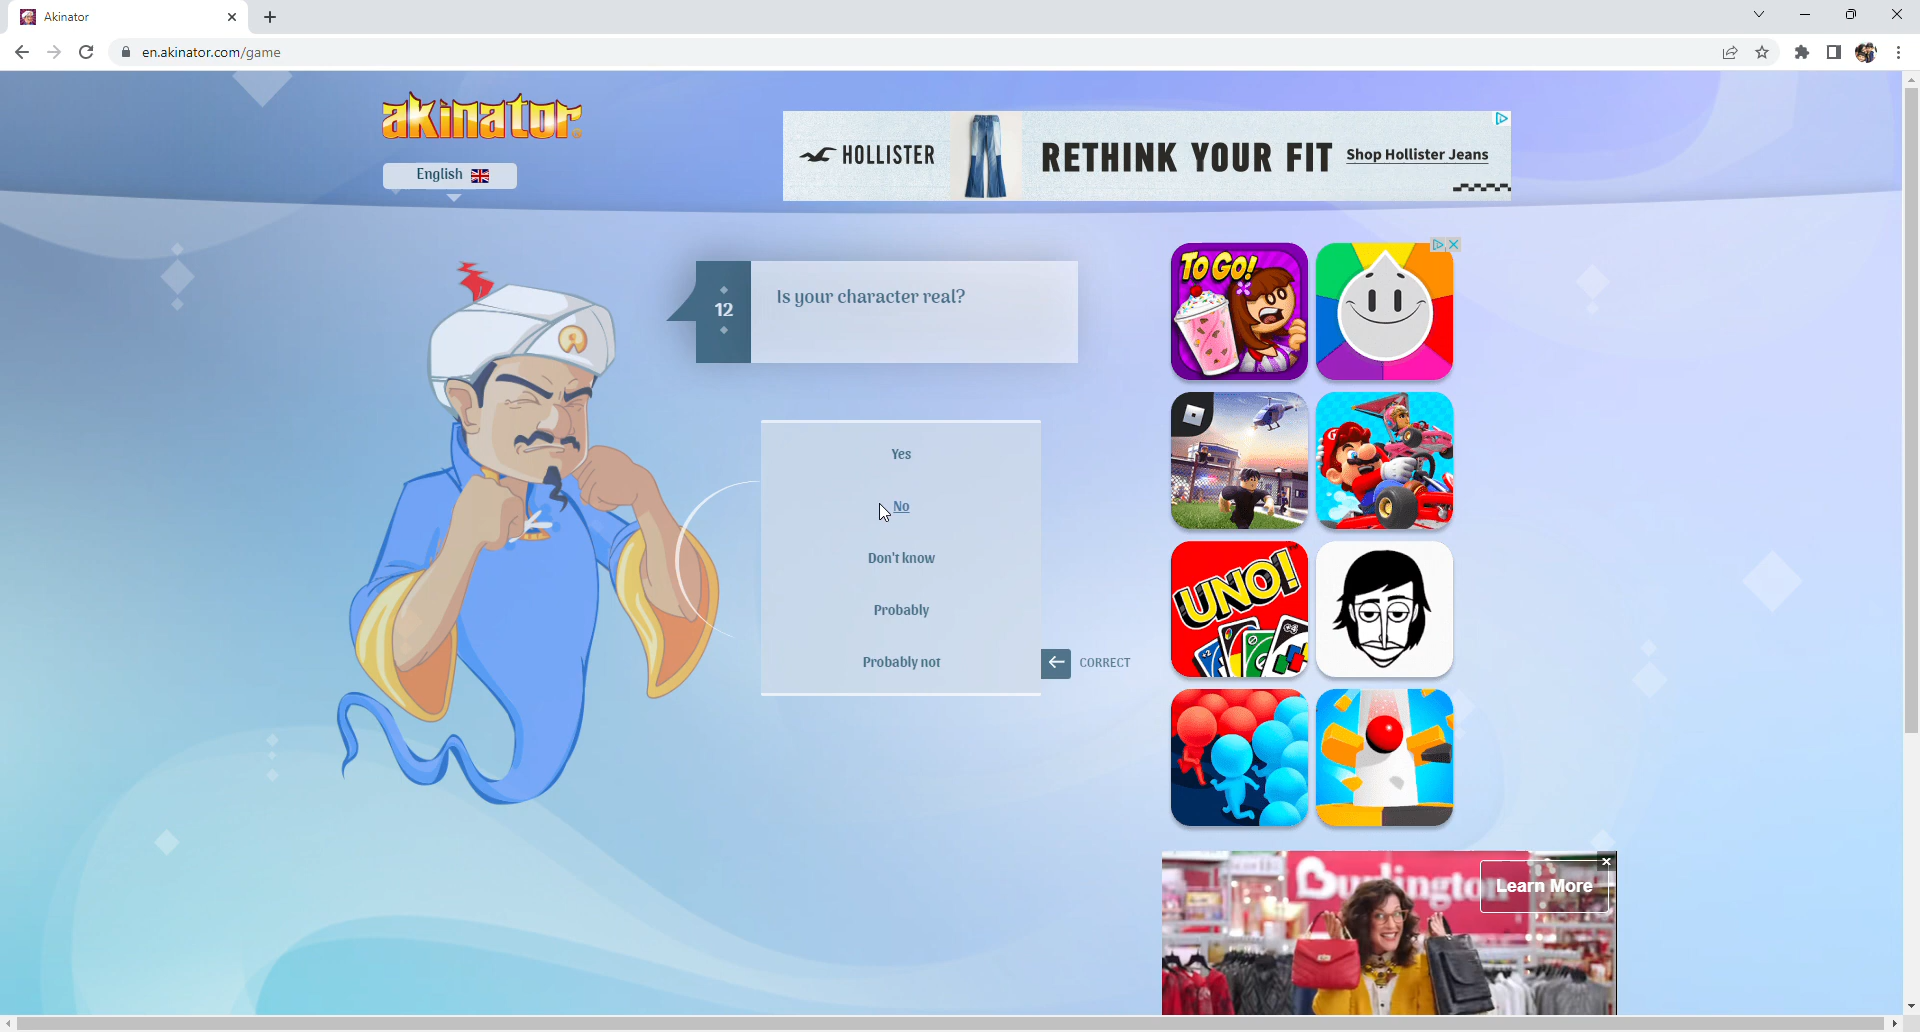 Akinator
en.akinator.com/game
akinator
English
HOLLISTER
RETHINK YOUR FIT
Shop Hollister Jeans
12
Is your character real?
Yes
No
Don't know
Probably
Probably not
CORRECT
TO GO!
UNO!
Burlington
Learn More